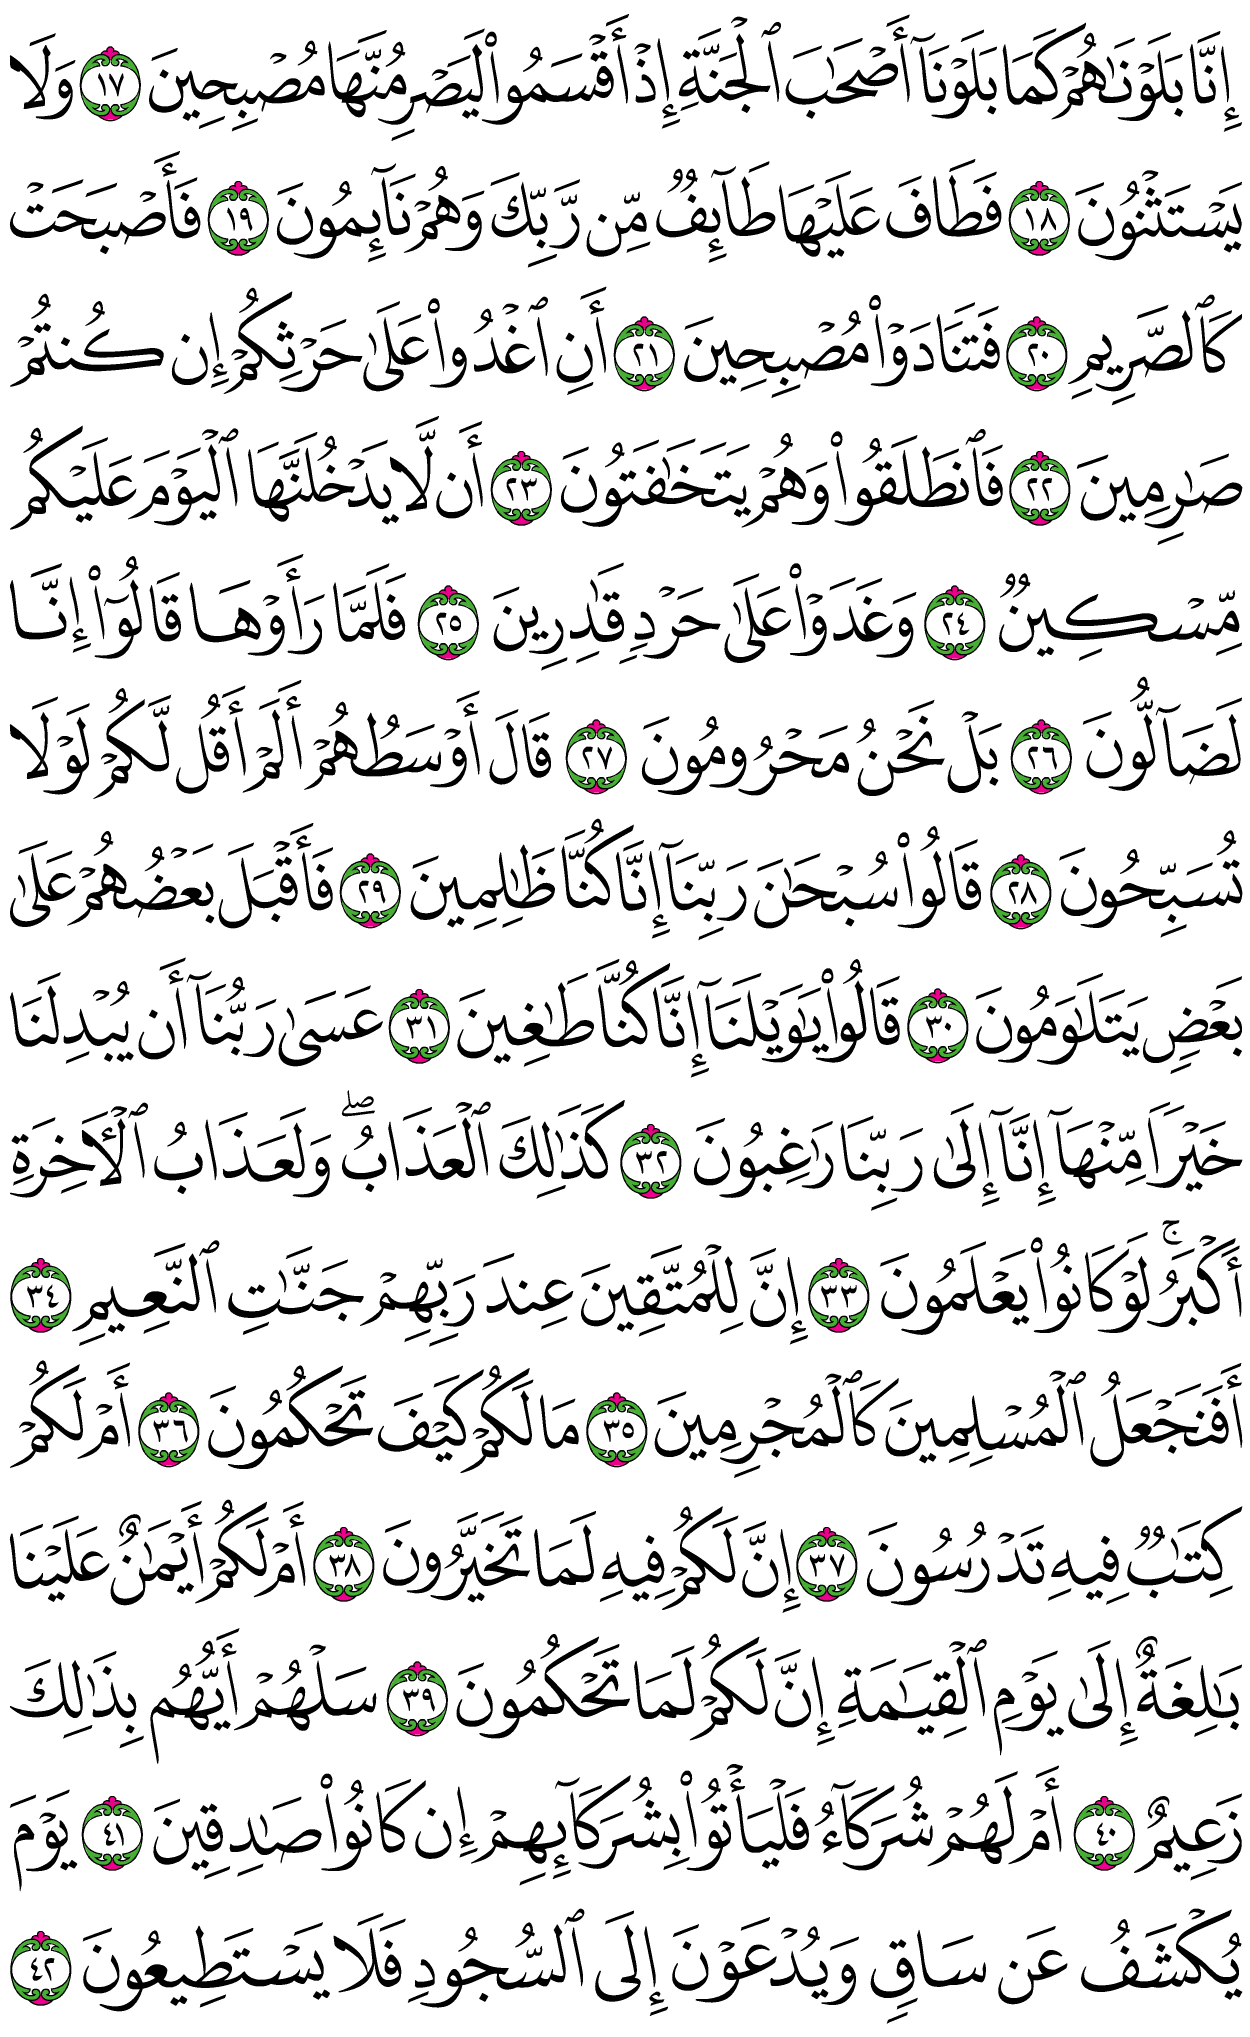 إِنَّا بَلَوْنَٰهُمْ كَمَا بَلَوْنَآ أَصْحَٰبَ ٱلْجَنَّةِ إِذْ أَقْسَمُوا۟ لَيَصْرِمُنَّهَا مُصْبِحِينَ ١٧ وَلَا
يَسْتَثْنُونَ ١٨ فَطَافَ عَلَيْهَا طَآئِفٌ مِّن رَّبِّكَ وَهُمْ نَآئِمُونَ ١٩ فَأَصْبَحَتْ
كَٱلصَّرِيمِ ٢٠ فَتَنَادَوْا۟ مُصْبِحِينَ ٢١ أَنِ ٱغْدُوا۟ عَلَىٰ حَرْثِكُمْ إِن كُنتُمْ
صَٰرِمِينَ ٢٢ فَٱنطَلَقُوا۟ وَهُمْ يَتَخَٰفَتُونَ ٢٣ أَن لَّا يَدْخُلَنَّهَا ٱلْيَوْمَ عَلَيْكُم
مِّسْكِينٌ ٢٤ وَغَدَوْا۟ عَلَىٰ حَرْدٍ قَٰدِرِينَ ٢٥ فَلَمَّا رَأَوْهَا قَالُوٓا۟ إِنَّا
لَضَآلُّونَ ٢٦ بَلْ نَحْنُ مَحْرُومُونَ ٢٧ قَالَ أَوْسَطُهُمْ أَلَمْ أَقُل لَّكُمْ لَوْلَا
تُسَبِّحُونَ ٢٨ قَالُوا۟ سُبْحَٰنَ رَبِّنَآ إِنَّا كُنَّا ظَٰلِمِينَ ٢٩ فَأَقْبَلَ بَعْضُهُمْ عَلَىٰ
بَعْضٍ يَتَلَٰوَمُونَ ٣٠ قَالُوا۟ يَٰوَيْلَنَآ إِنَّا كُنَّا طَٰغِينَ ٣١ عَسَىٰ رَبُّنَآ أَن يُبْدِلَنَا
خَيْرًا مِّنْهَآ إِنَّآ إِلَىٰ رَبِّنَا رَٰغِبُونَ ٣٢ كَذَٰلِكَ ٱلْعَذَابُ ۖ وَلَعَذَابُ ٱلْءَاخِرَةِ
أَكْبَرُ ۚ لَوْ كَانُوا۟ يَعْلَمُونَ ٣٣ إِنَّ لِلْمُتَّقِينَ عِندَ رَبِّهِمْ جَنَّٰتِ ٱلنَّعِيمِ ٣٤
أَفَنَجْعَلُ ٱلْمُسْلِمِينَ كَٱلْمُجْرِمِينَ ٣٥ مَا لَكُمْ كَيْفَ تَحْكُمُونَ ٣٦ أَمْ لَكُمْ
كِتَٰبٌ فِيهِ تَدْرُسُونَ ٣٧ إِنَّ لَكُمْ فِيهِ لَمَا تَخَيَّرُونَ ٣٨ أَمْ لَكُمْ أَيْمَٰنٌ عَلَيْنَا
بَٰلِغَةٌ إِلَىٰ يَوْمِ ٱلْقِيَٰمَةِ إِنَّ لَكُمْ لَمَا تَحْكُمُونَ ٣٩ سَلْهُمْ أَيُّهُم بِذَٰلِكَ
زَعِيمٌ ٤٠ أَمْ لَهُمْ شُرَكَآءُ فَلْيَأْتُوا۟ بِشُرَكَآئِهِمْ إِن كَانُوا۟ صَٰدِقِينَ ٤١ يَوْمَ
يُكْشَفُ عَن سَاقٍ وَيُدْعَوْنَ إِلَى ٱلسُّجُودِ فَلَا يَسْتَطِيعُونَ ٤٢